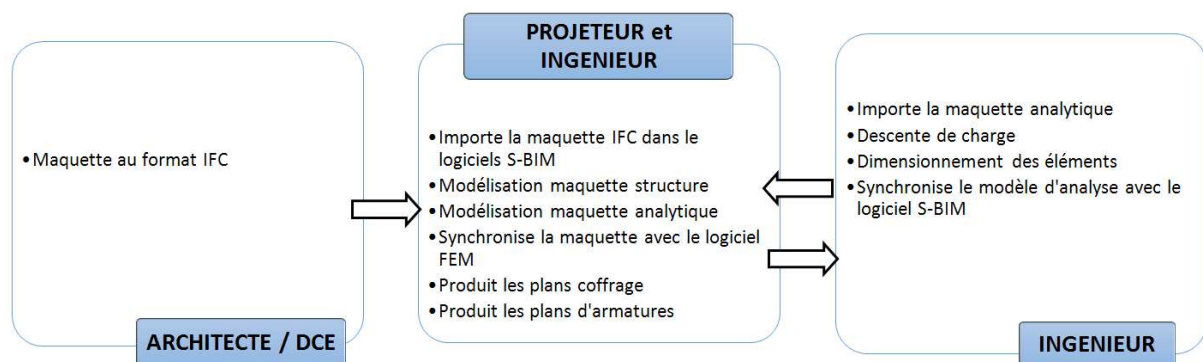 •Maquette au format IFC
ARCHITECTE / DCE
PROJETEUR et
INGENIEUR
•Importe la maquette IFC dans le
logiciels S-BIM
•Modélisation maquette structure
•Modélisation maquette analytique
•Synchronise la maquette avec le logiciel
FEM
•Produit les plans coffrage
•Produit les plans d'armatures
•Importe la maquette analytique
•Descente de charge
•Dimensionnement des éléments
•Synchronise le modèle d'analyse avec le
logiciel S-BIM
INGENIEUR